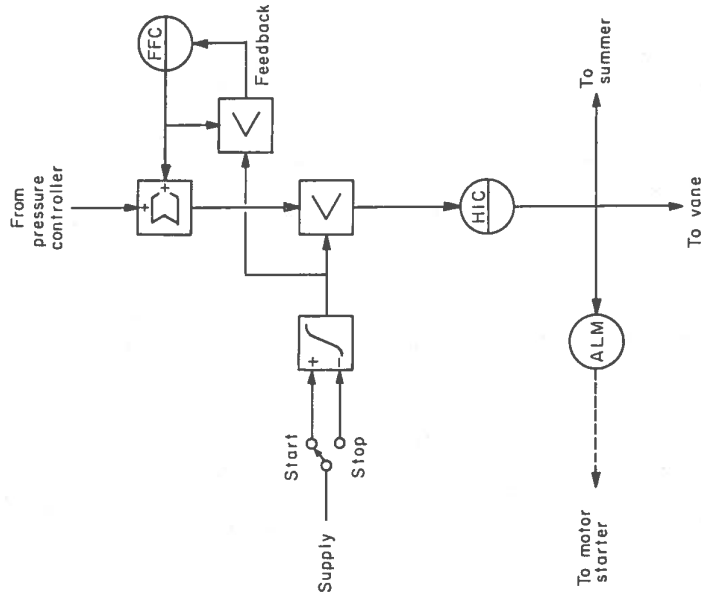 From
pressure
controller
FFC
+
+
Σ
<
Feedback
<
+
-
Start
Stop
Supply
HIC
To
summer
To vane
ALM
To motor
starter